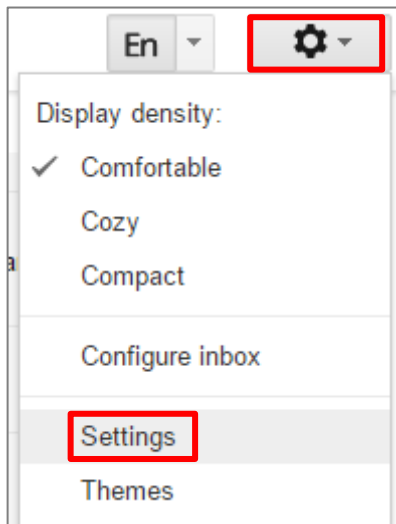 En
Display density:
Comfortable
Cozy
Compact
Configure inbox
Settings
Themes